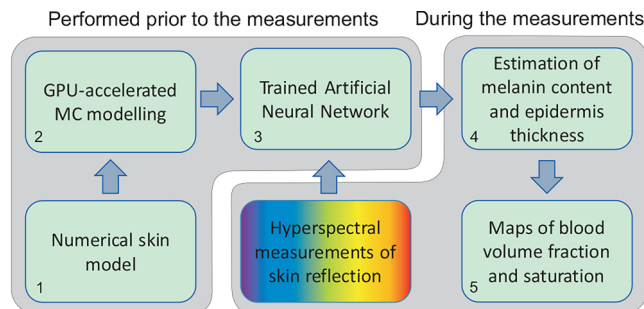 Performed prior to the measurements
During the measurements
GPU-accelerated
MC modelling
2
Trained Artificial
Neural Network
3
Estimation of
melanin content
and epidermis
thickness
4
Numerical skin
model
1
Hyperspectral
measurements of
skin reflection
Maps of blood
volume fraction
and saturation
5